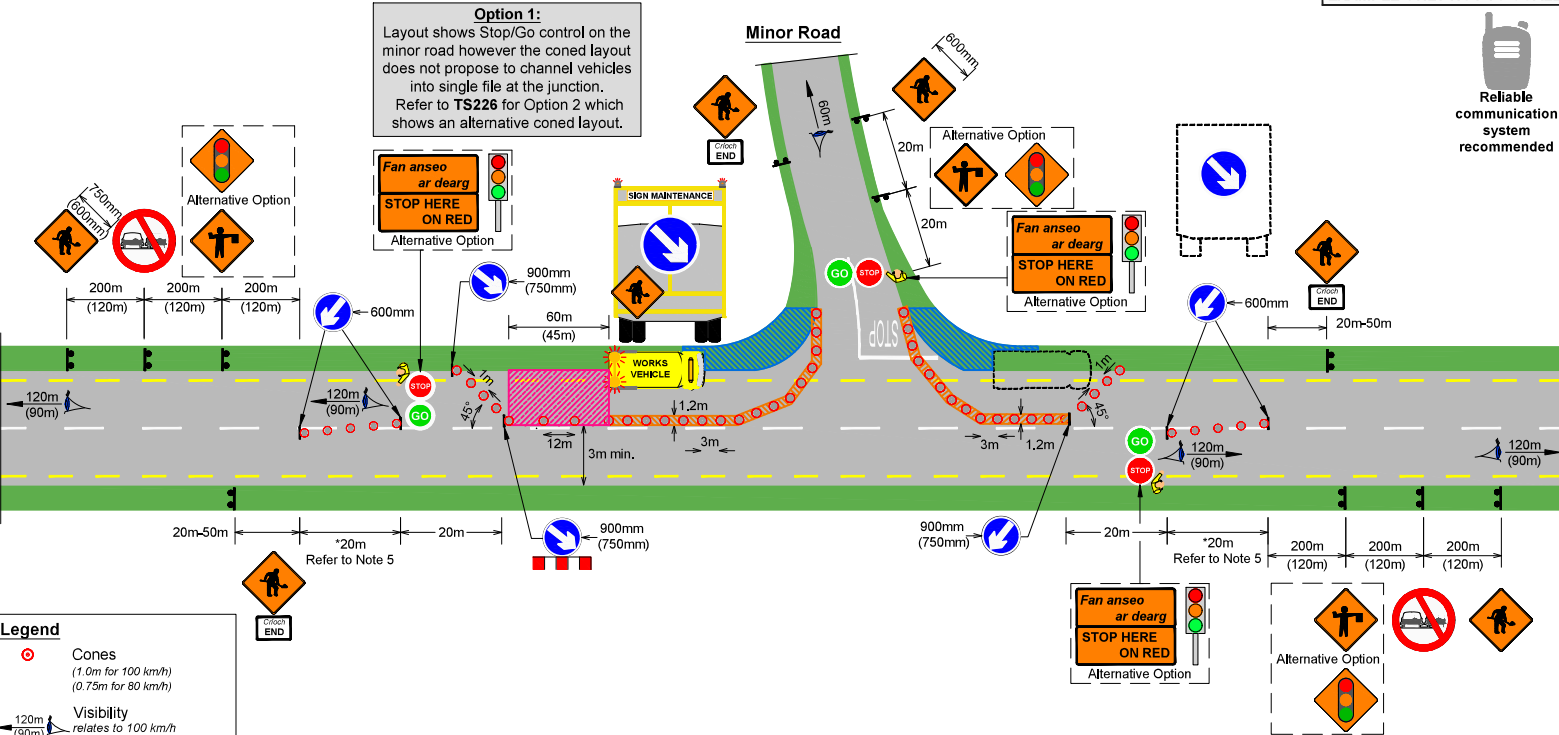 Option 1:
Layout shows Stop/Go control on the
minor road however the coned layout
does not propose to channel vehicles
into single file at the junction.
Refer to TS226 for Option 2 which
shows an alternative coned layout.
Minor Road
600mm
Reliable
communication
system
recommended
Críoch
END
60m
20m
20m
Alternative Option
Alternative Option
750mm
(600mm)
Fan anseo
ar dearg
STOP HERE
ON RED
Alternative Option
SIGN MAINTENANCE
Fan anseo
ar dearg
STOP HERE
ON RED
Alternative Option
GO
STOP
STOP
Críoch
END
200m
(120m)
200m
(120m)
200m
(120m)
600mm
900mm
(750mm)
60m
(45m)
600mm
20m-50m
WORKS
VEHICLE
STOP
GO
1m
45°
1m
45°
120m
(90m)
120m
(90m)
12m
1.2m
3m
3m min.
3m
1.2m
GO
STOP
120m
(90m)
120m
(90m)
20m-50m
*20m
Refer to Note 5
20m
900mm
(750mm)
900mm
(750mm)
20m
*20m
Refer to Note 5
200m
(120m)
200m
(120m)
200m
(120m)
Críoch
END
Fan anseo
ar dearg
STOP HERE
ON RED
Alternative Option
Alternative Option
Legend
Cones
(1.0m for 100 km/h)
(0.75m for 80 km/h)
120m
(90m)
Visibility
relates to 100 km/h